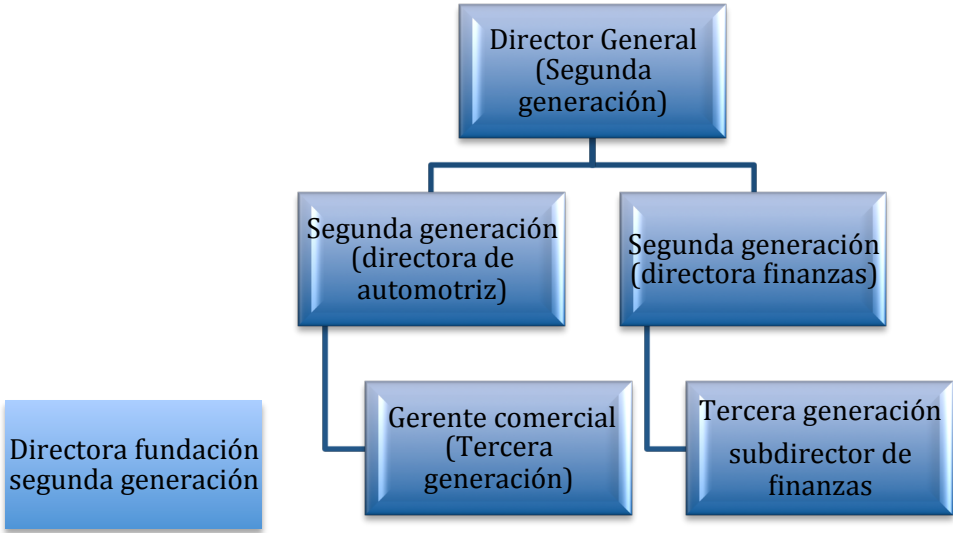 Director General
(Segunda
generación)
Segunda generación
(directora de
automotriz)
Segunda generación
(directora finanzas)
Gerente comercial
(Tercera
generación)
Tercera generación
subdirector de
finanzas
Directora fundación
segunda generación